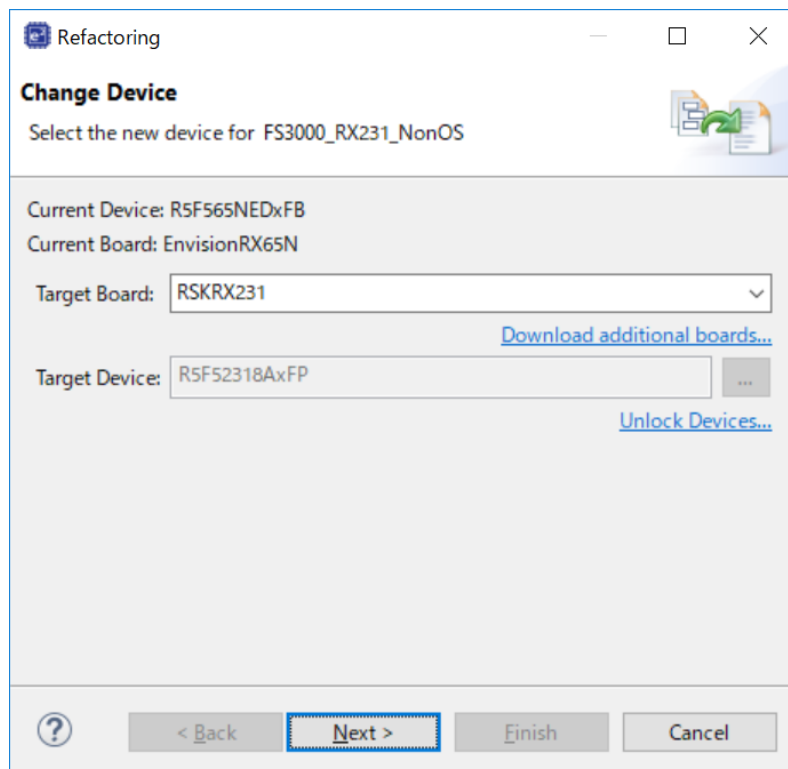 Refactoring
Change Device
Select the new device for FS3000_RX231_NonOS
Current Device: R5F565NEDxFB
Current Board: EnvisionRX65N
Target Board: RSKRX231
Download additional boards...
Target Device: R5F52318AxFP ...
Unlock Devices...
? < Back Next > Finish Cancel